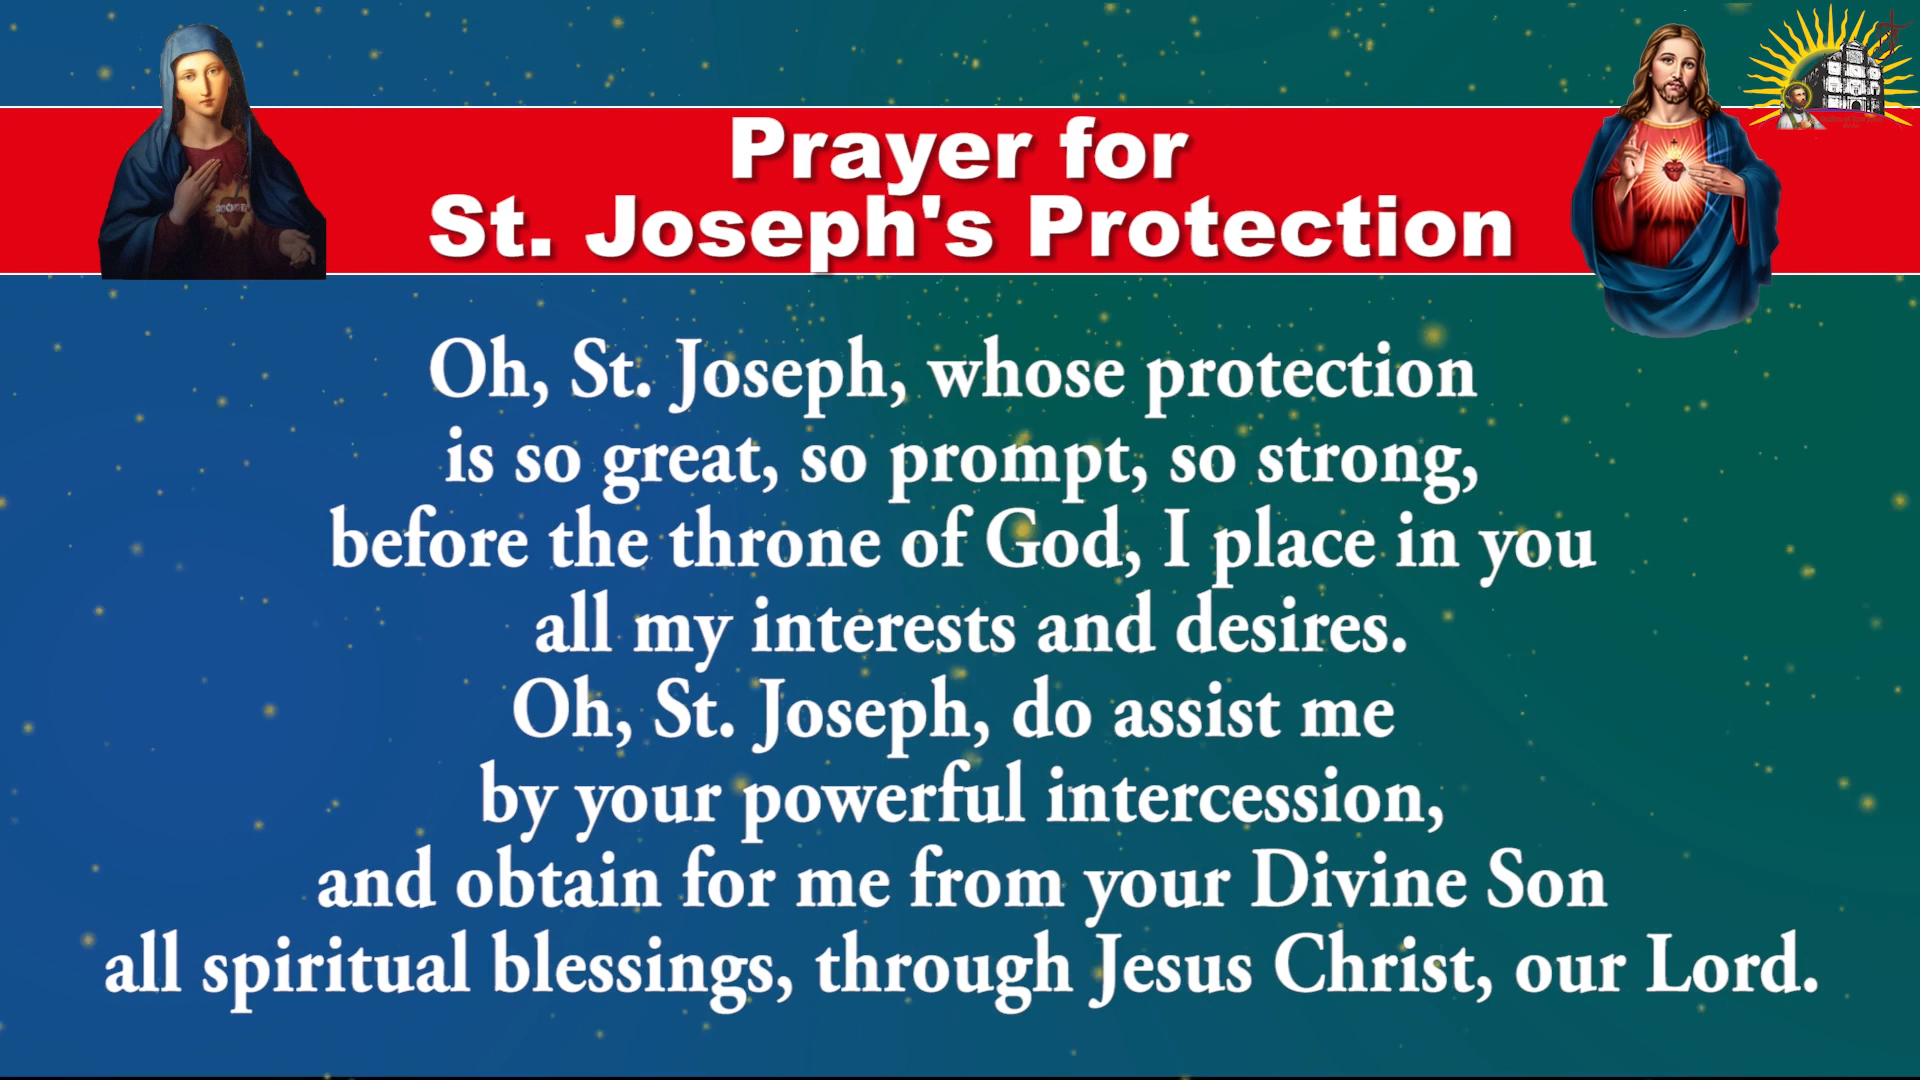 Prayer for
St. Joseph's Protection
Oh, St. Joseph, whose protection
is so great, so prompt, so strong,
before the throne of God, I place in you
all my interests and desires.
Oh, St. Joseph, do assist me
by your powerful intercession,
and obtain for me from your Divine Son
all spiritual blessings, through Jesus Christ, our Lord.